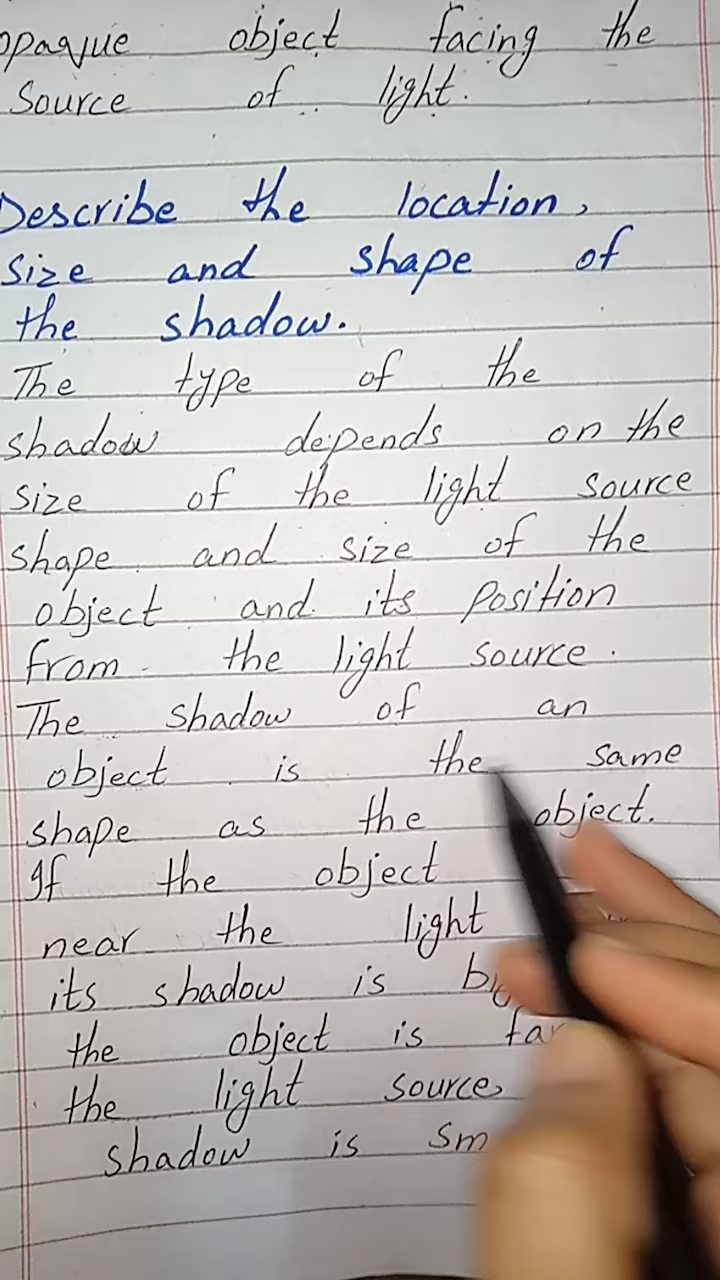 opaque object facing the
Source of light.
Describe the location,
size and shape of
the shadow.
The type of the
shadow depends on the
size of the light source
shape and size of the
object and its position
from the light source.
The shadow of an
object is the same
shape as the object.
If the object
near the light
its shadow is
the object is
the light source,
shadow is